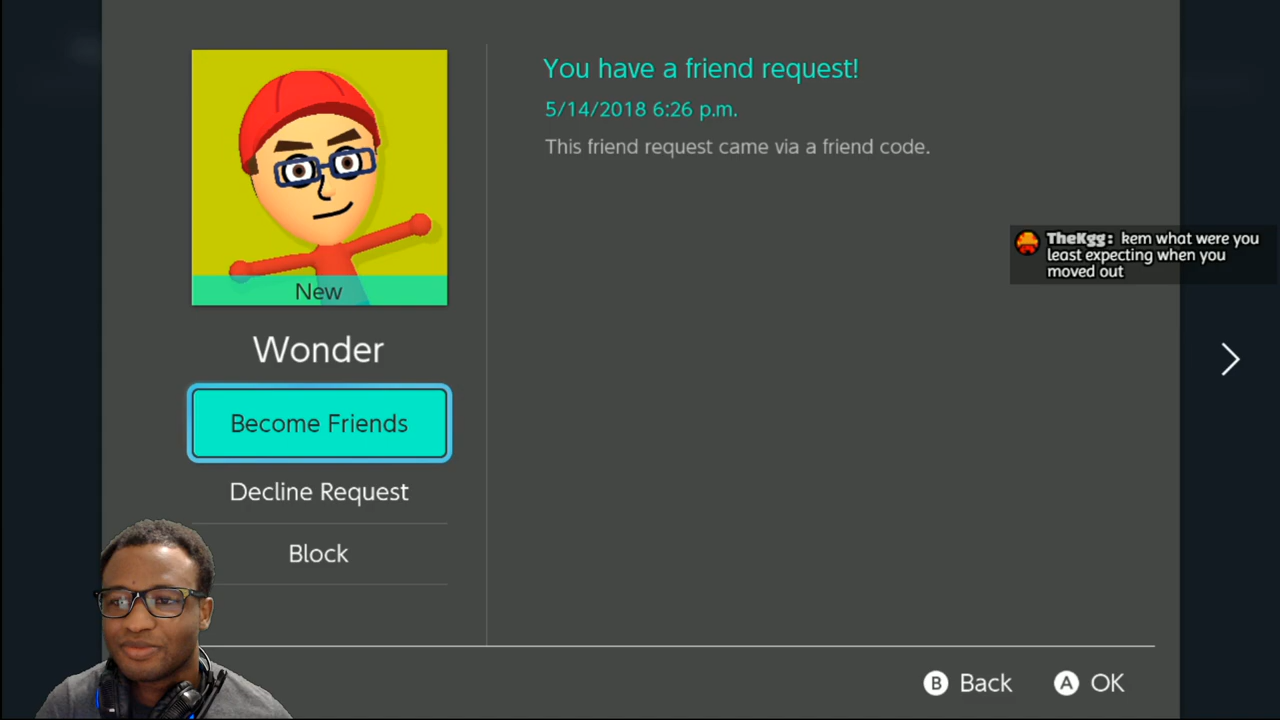 You have a friend request!
5/14/2018 6:26 p.m.
This friend request came via a friend code.
New
Wonder
Become Friends
Decline Request
Block
TheKgg: kem what were you
least expecting when you
moved out
B Back
A OK